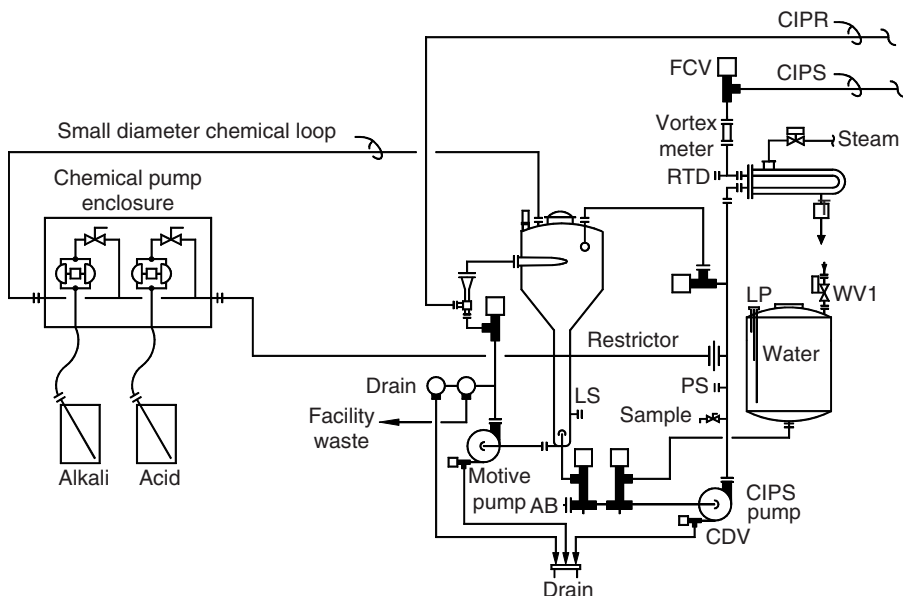 CIPR
FCV
CIPS
Small diameter chemical loop
Vortex
meter
Steam
RTD
Chemical pump
enclosure
LP
WV1
Water
Restrictor
Drain
PS
LS
Sample
Facility
waste
Alkali
Acid
Motive
pump
AB
CIPS
pump
CDV
Drain